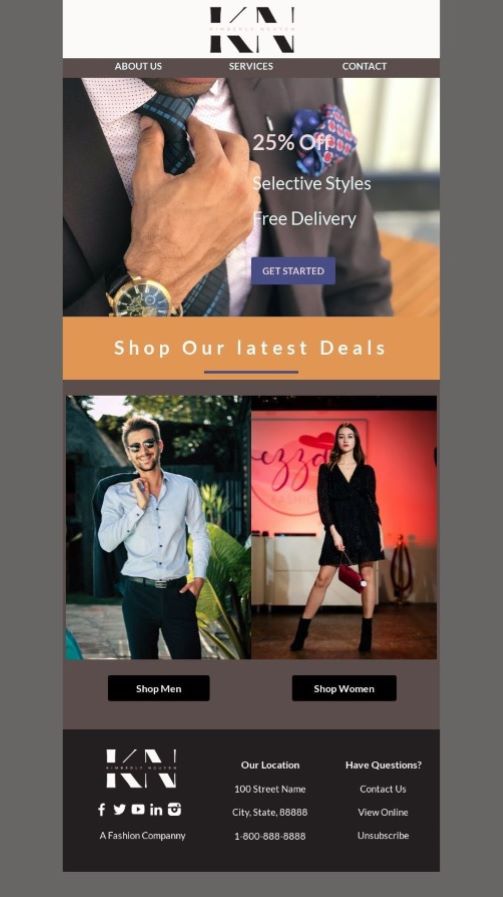 KN
KIMBERLY NGUYEN
ABOUT US SERVICES CONTACT
25% Off
Selective Styles
Free Delivery
GET STARTED
Shop Our latest Deals
ezza
FASHI
Shop Men Shop Women
KN
KIMBERLY NGUYEN
A Fashion Companny
Our Location
100 Street Name
City, State, 88888
1-800-888-8888
Have Questions?
Contact Us
View Online
Unsubscribe